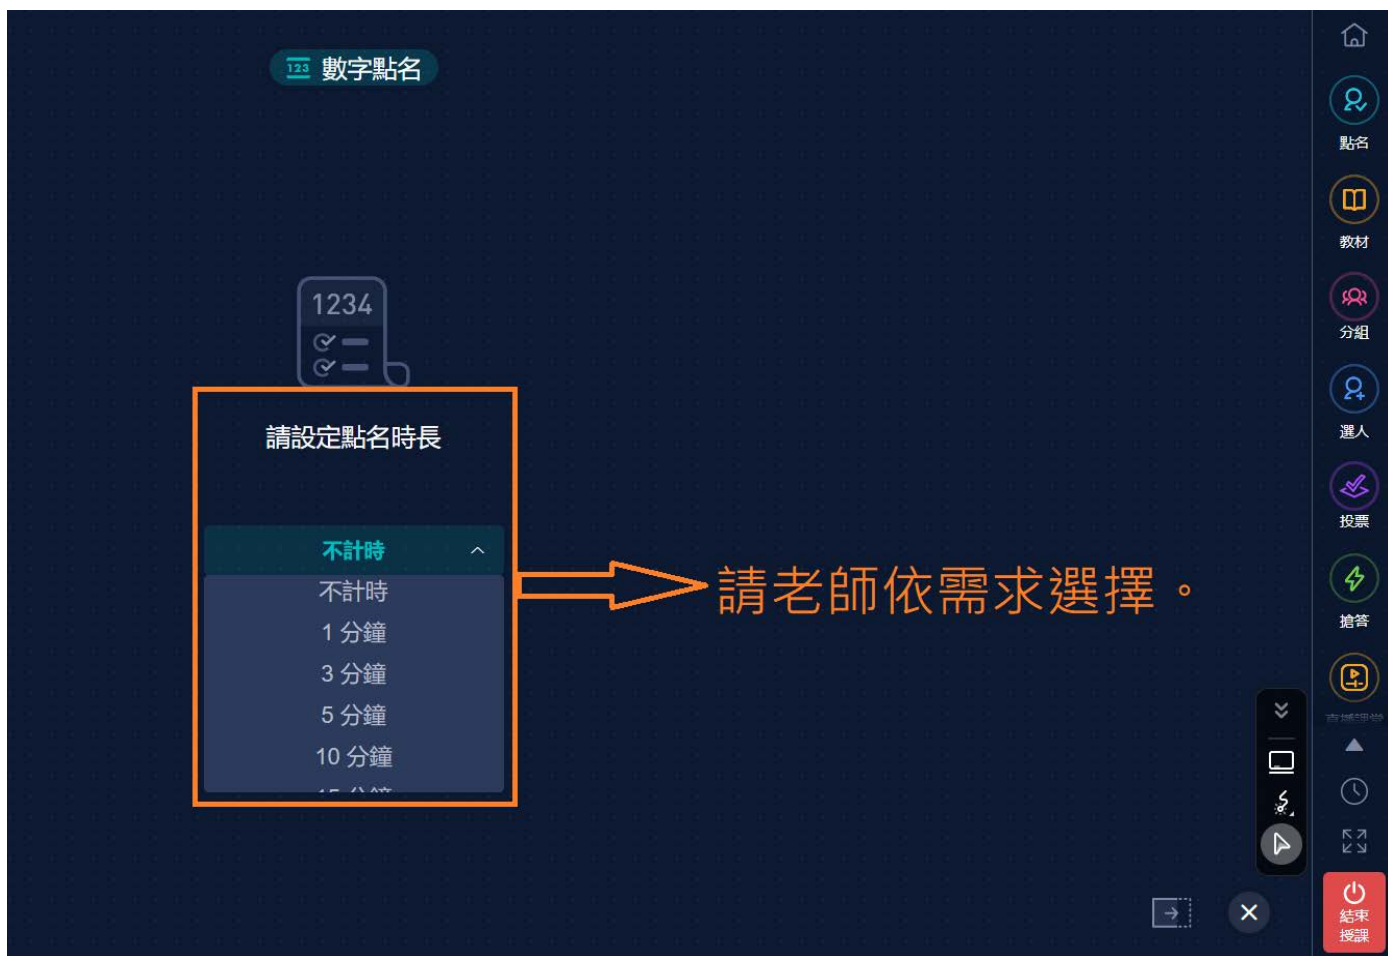 123 數字點名
1234
請設定點名時長
不計時
不計時
1 分鐘
3 分鐘
5 分鐘
10 分鐘
請老師依需求選擇。
點名
教材
分組
選人
投票
搶答
結束
授課